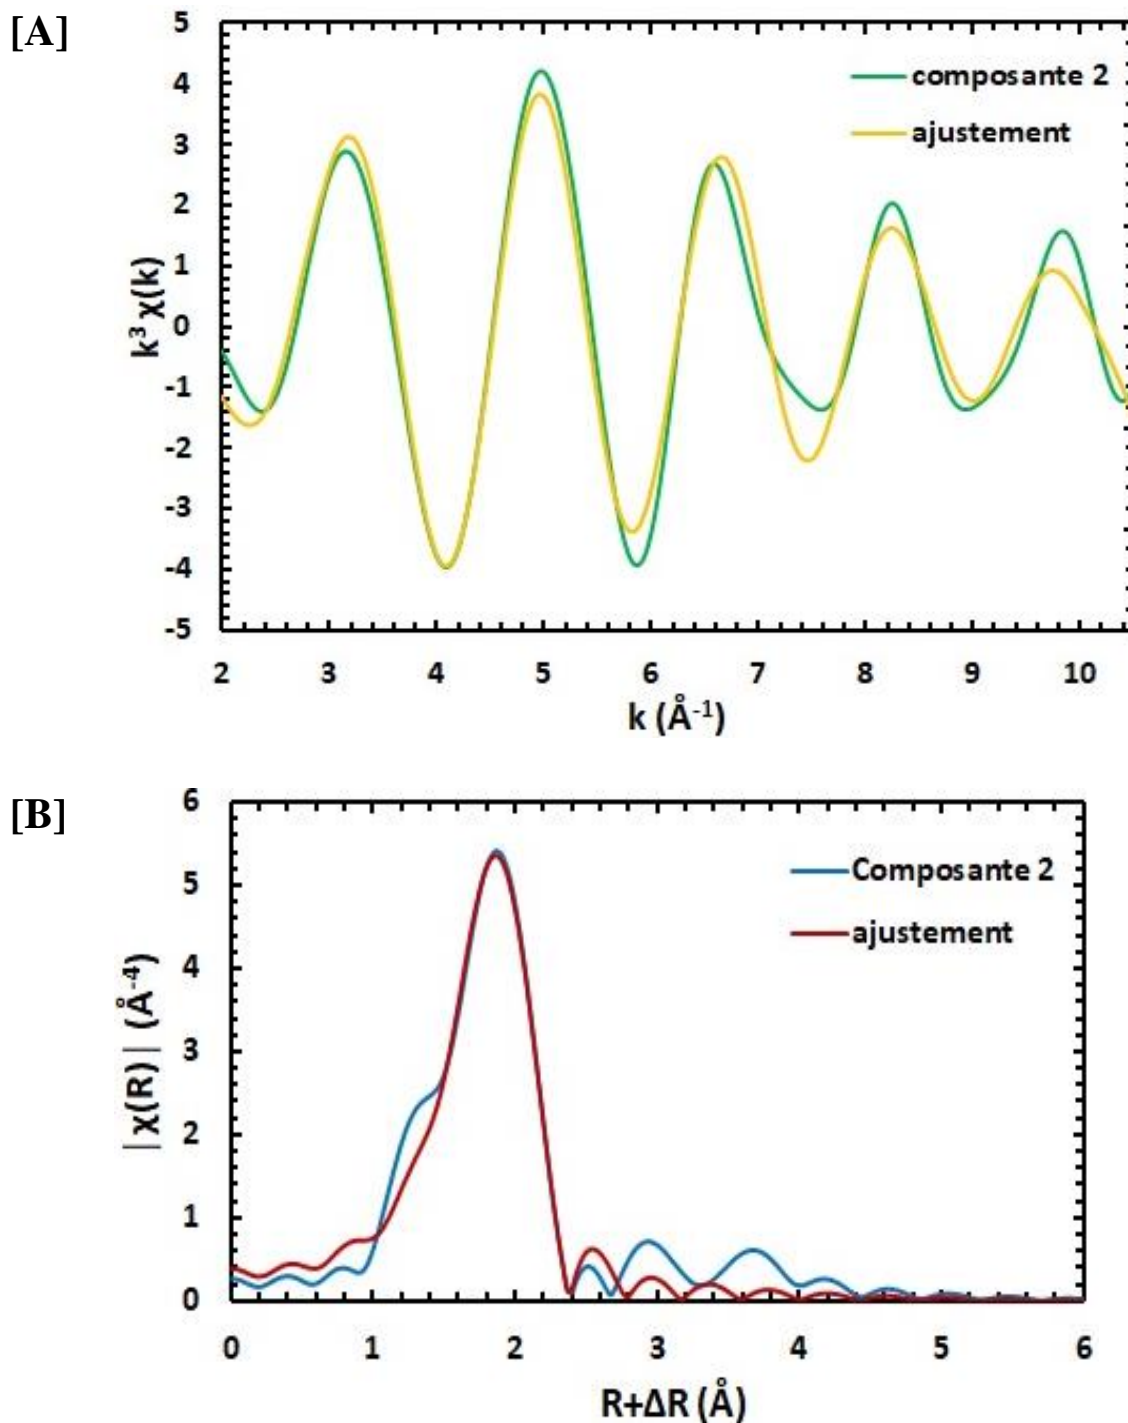 [A]
5
4
3
2
1
0
-1
-2
-3
-4
-5
k³ χ(k)
composante 2
ajustement
2 3 4 5 6 7 8 9 10
k (Å⁻¹)
[B]
6
5
4
3
2
1
0
|χ(R)| (Å⁻⁴)
Composante 2
ajustement
0 1 2 3 4 5 6
R+ΔR (Å)